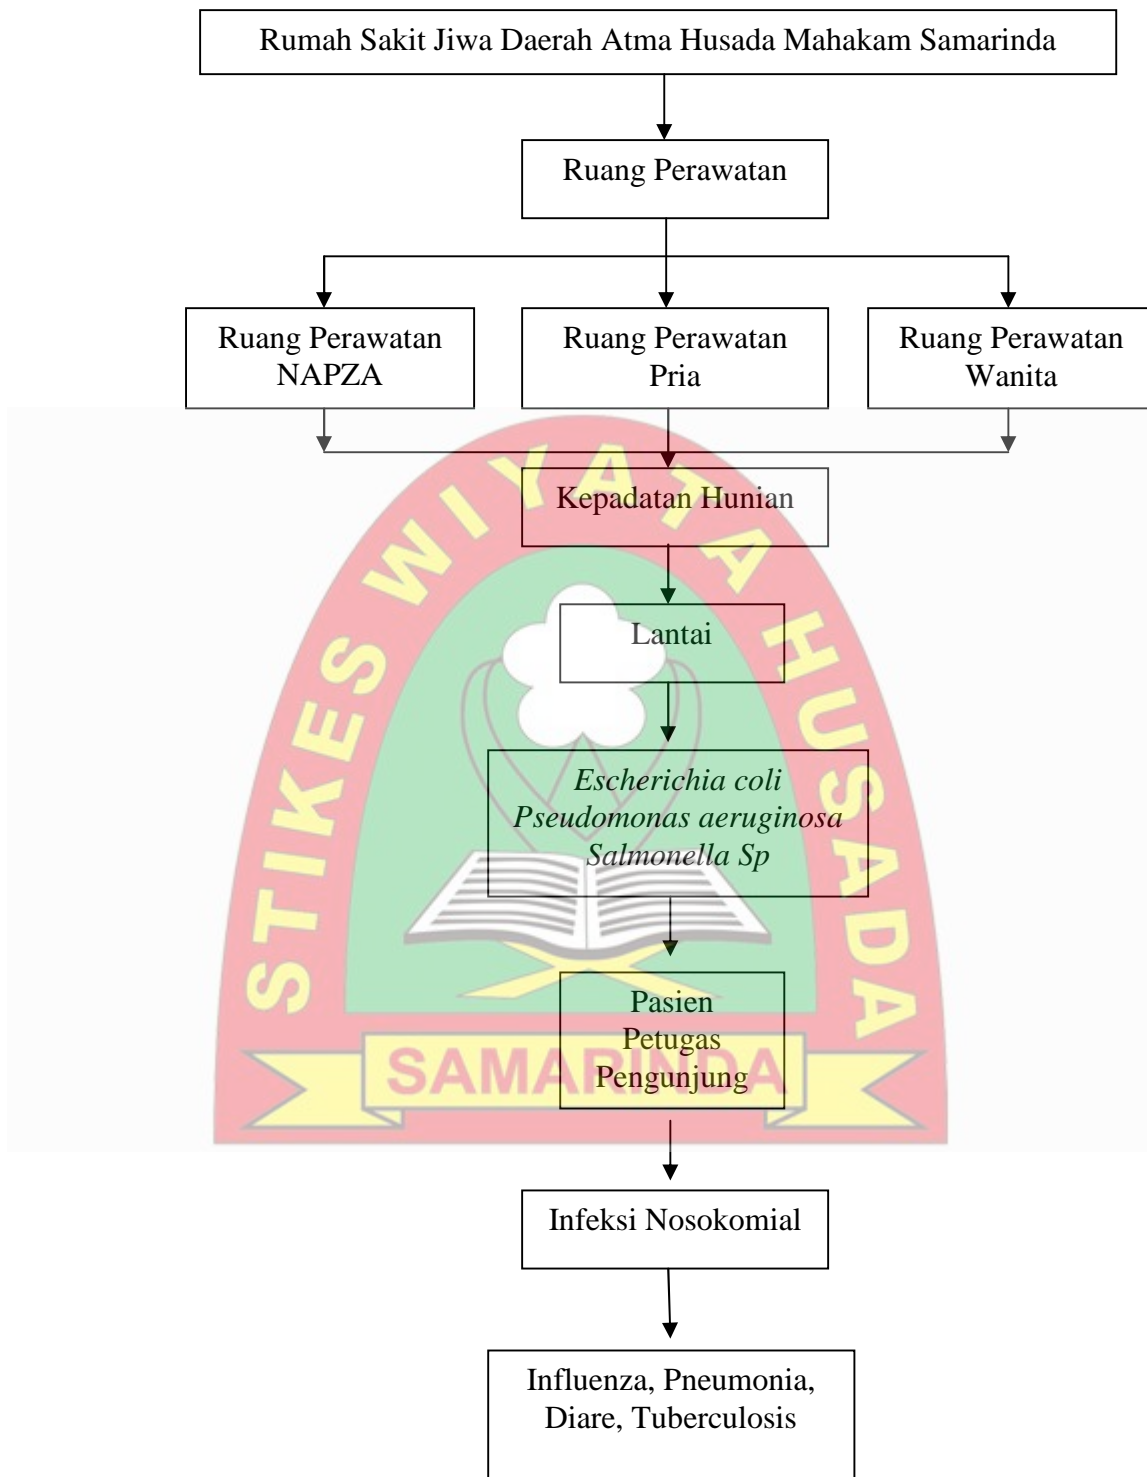 Rumah Sakit Jiwa Daerah Atma Husada Mahakam Samarinda
Ruang Perawatan
Ruang Perawatan
NAPZA
Ruang Perawatan
Pria
Ruang Perawatan
Wanita
Kepadatan Hunian
Lantai
Escherichia coli
Pseudomonas aeruginosa
Salmonella Sp
Pasien
Petugas
Pengunjung
Infeksi Nosokomial
Influenza, Pneumonia,
Diare, Tuberculosis
STIKES WIYATA HUSADA
SAMARINDA